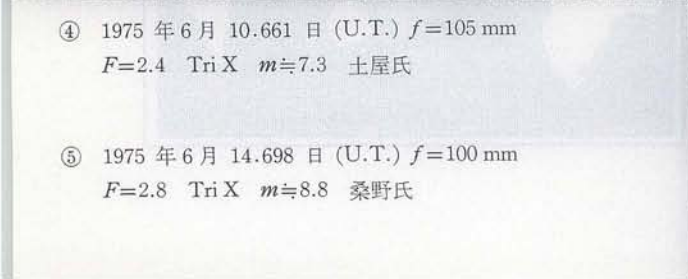 ④ 1975 年 6 月 10.661 日 (U.T.) f=105 mm
F=2.4 Tri X m≒7.3 土屋氏
⑤ 1975 年 6 月 14.698 日 (U.T.) f=100 mm
F=2.8 Tri X m≒8.8 桑野氏